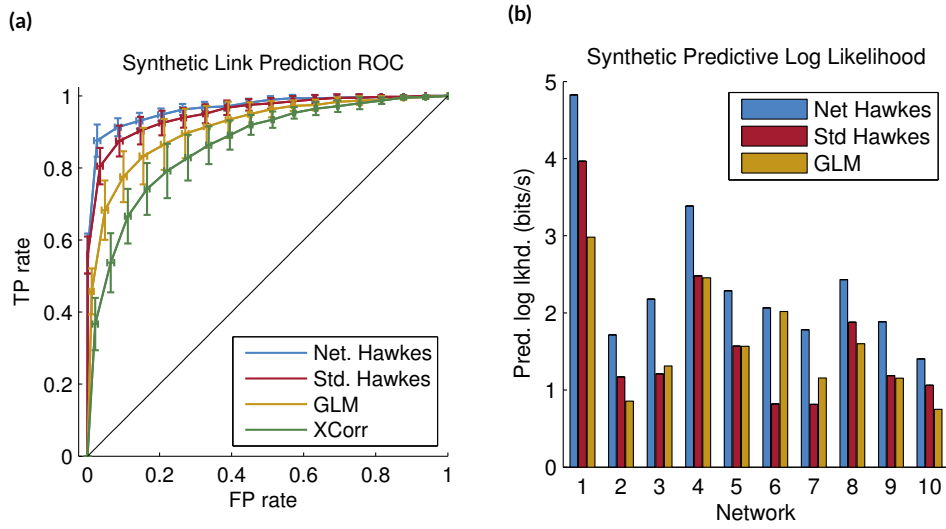 (a)
Synthetic Link Prediction ROC
1
0.8
0.6
0.4
0.2
0
TP rate
0 0.2 0.4 0.6 0.8 1
FP rate
Net. Hawkes
Std. Hawkes
GLM
XCorr
(b)
Synthetic Predictive Log Likelihood
5
4
3
2
1
0
Pred. log lkhd. (bits/s)
1 2 3 4 5 6 7 8 9 10
Network
Net Hawkes
Std Hawkes
GLM